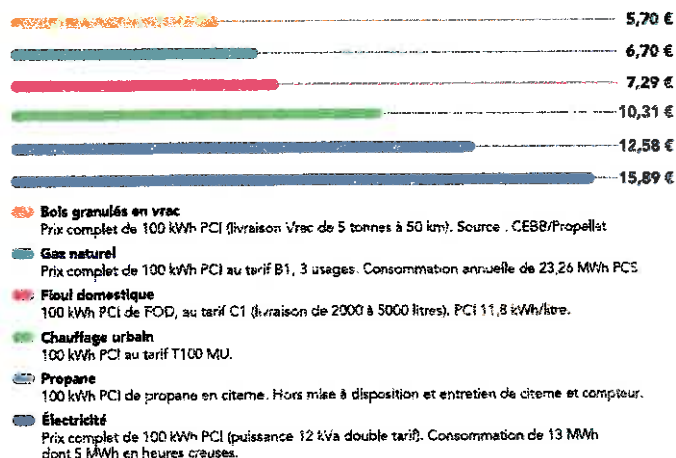 5,70 €
6,70 €
7,29 €
10,31 €
12,58 €
15,89 €
Bois granulés en vrac
Prix complet de 100 kWh PCI (livraison Vrac de 5 tonnes à 50 km). Source . CEBB/Propellet
Gaz naturel
Prix complet de 100 kWh PCI au tarif B1, 3 usages. Consommation annuelle de 23,26 MWh PCS
Fioul domestique
100 kWh PCI de FOD, au tarif C1 (livraison de 2000 à 5000 litres). PCI 11,8 kWh/litre.
Chauffage urbain
100 kWh PCI au tarif T100 MU.
Propane
100 kWh PCI de propane en citerne. Hors mise à disposition et entretien de citerne et compteur.
Électricité
Prix complet de 100 kWh PCI (puissance 12 kVa double tarif). Consommation de 13 MWh
dont 5 MWh en heures creuses.